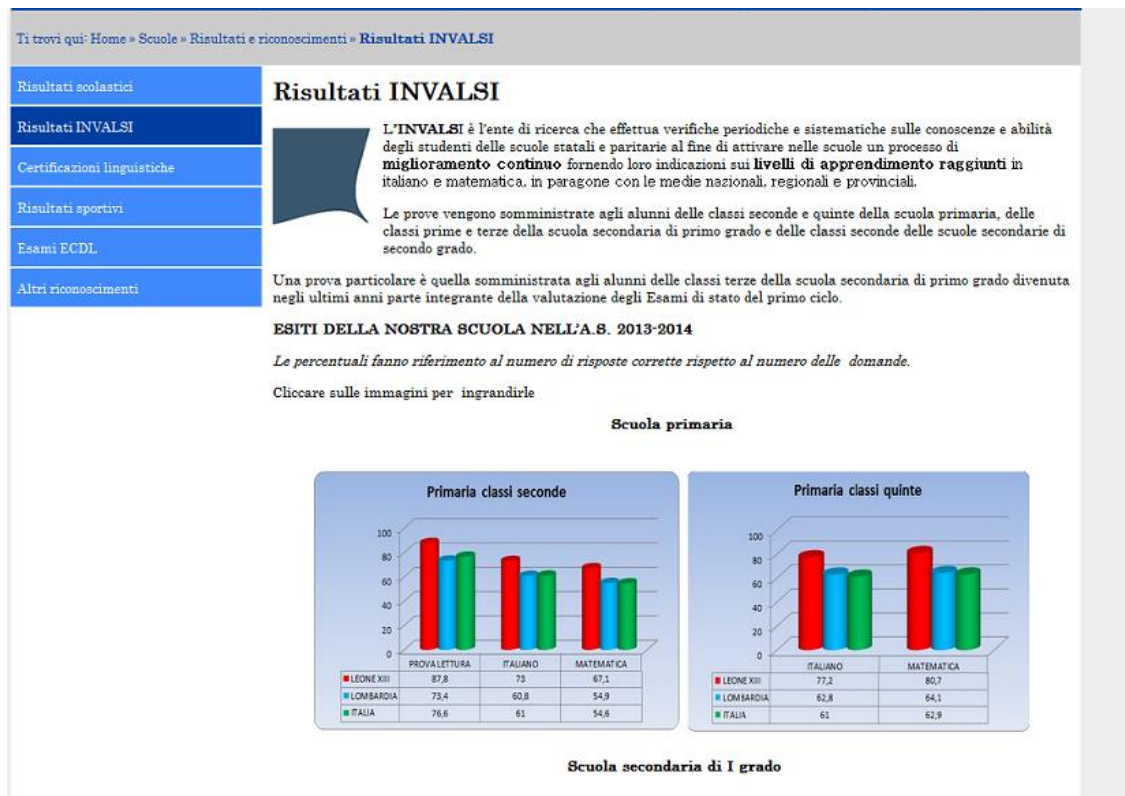 Ti trovi qui: Home » Scuole » Risultati e riconoscimenti » Risultati INVALSI
Risultati scolastici
Risultati INVALSI
Certificazioni linguistiche
Risultati sportivi
Esami ECDL
Altri riconoscimenti
Risultati INVALSI
L'INVALSI è l'ente di ricerca che effettua verifiche periodiche e sistematiche sulle conoscenze e abilità
degli studenti delle scuole statali e paritarie al fine di attivare nelle scuole un processo di
miglioramento continuo fornendo loro indicazioni sui livelli di apprendimento raggiunti in
italiano e matematica, in paragone con le medie nazionali, regionali e provinciali.
Le prove vengono somministrate agli alunni delle classi seconde e quinte della scuola primaria, delle
classi prime e terze della scuola secondaria di primo grado e delle classi seconde delle scuole secondarie di
secondo grado.
Una prova particolare è quella somministrata agli alunni delle classi terze della scuola secondaria di primo grado divenuta
negli ultimi anni parte integrante della valutazione degli Esami di stato del primo ciclo.
ESITI DELLA NOSTRA SCUOLA NELL'A.S. 2013-2014
Le percentuali fanno riferimento al numero di risposte corrette rispetto al numero delle domande.
Cliccare sulle immagini per ingrandirle
Scuola primaria
Primaria classi seconde
100
80
60
40
20
0
PROVA LETTURA ITALIANO MATEMATICA
LEONE XIII 87,8 73 67,1
LOMBARDIA 73,4 60,8 54,9
ITALIA 76,6 61 54,6
Primaria classi quinte
100
80
60
40
20
0
ITALIANO MATEMATICA
LEONE XIII 77,2 80,7
LOMBARDIA 62,8 64,1
ITALIA 61 62,9
Scuola secondaria di I grado